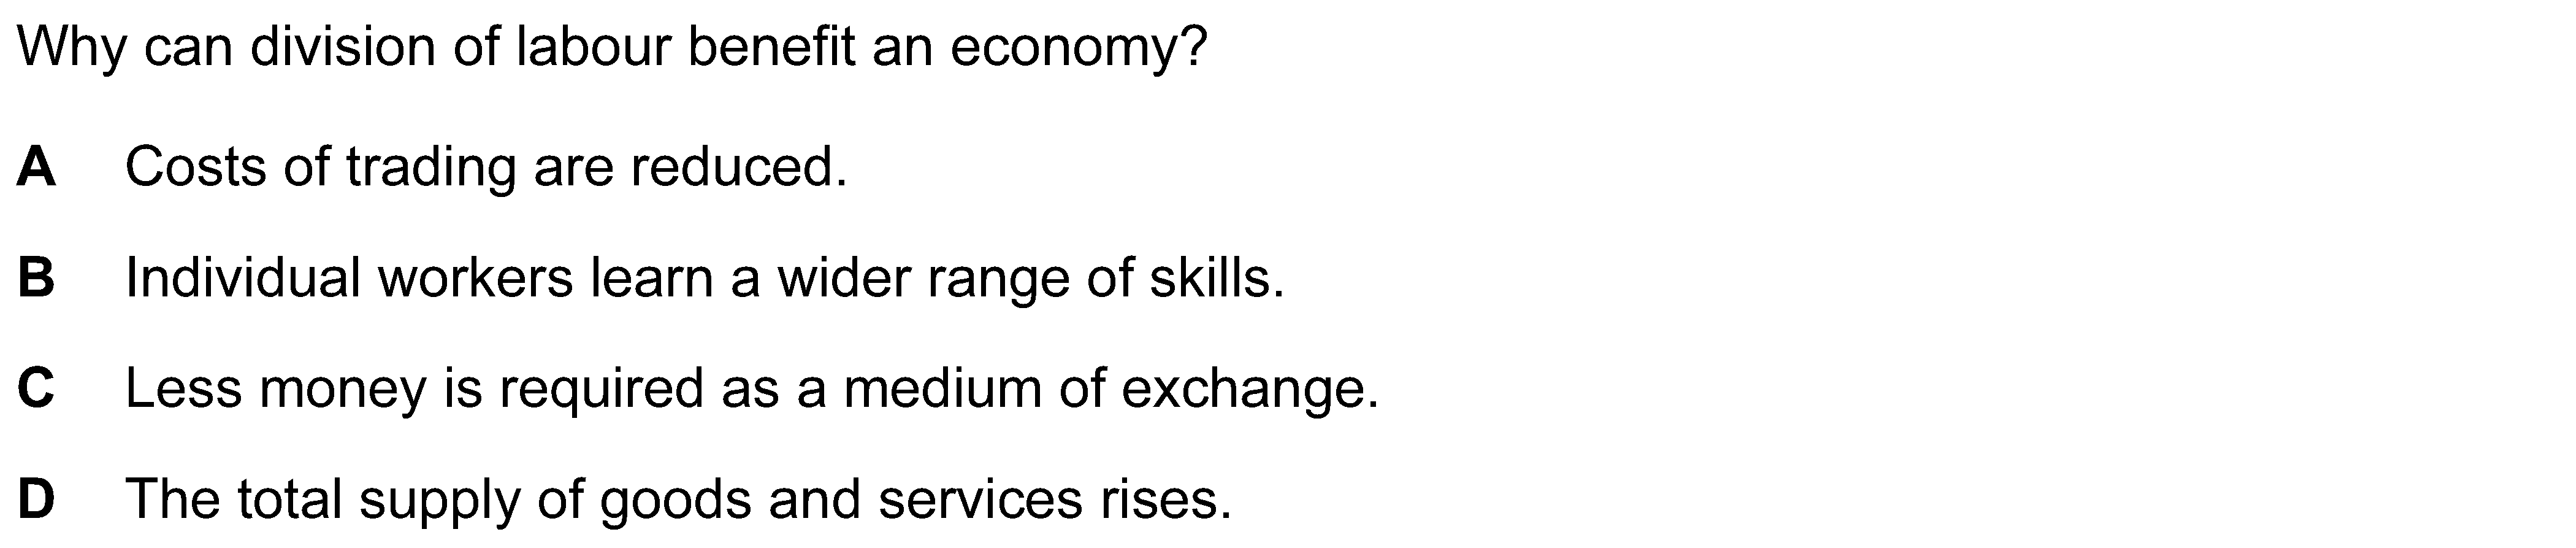 Why can division of labour benefit an economy?
A Costs of trading are reduced.
B Individual workers learn a wider range of skills.
C Less money is required as a medium of exchange.
D The total supply of goods and services rises.